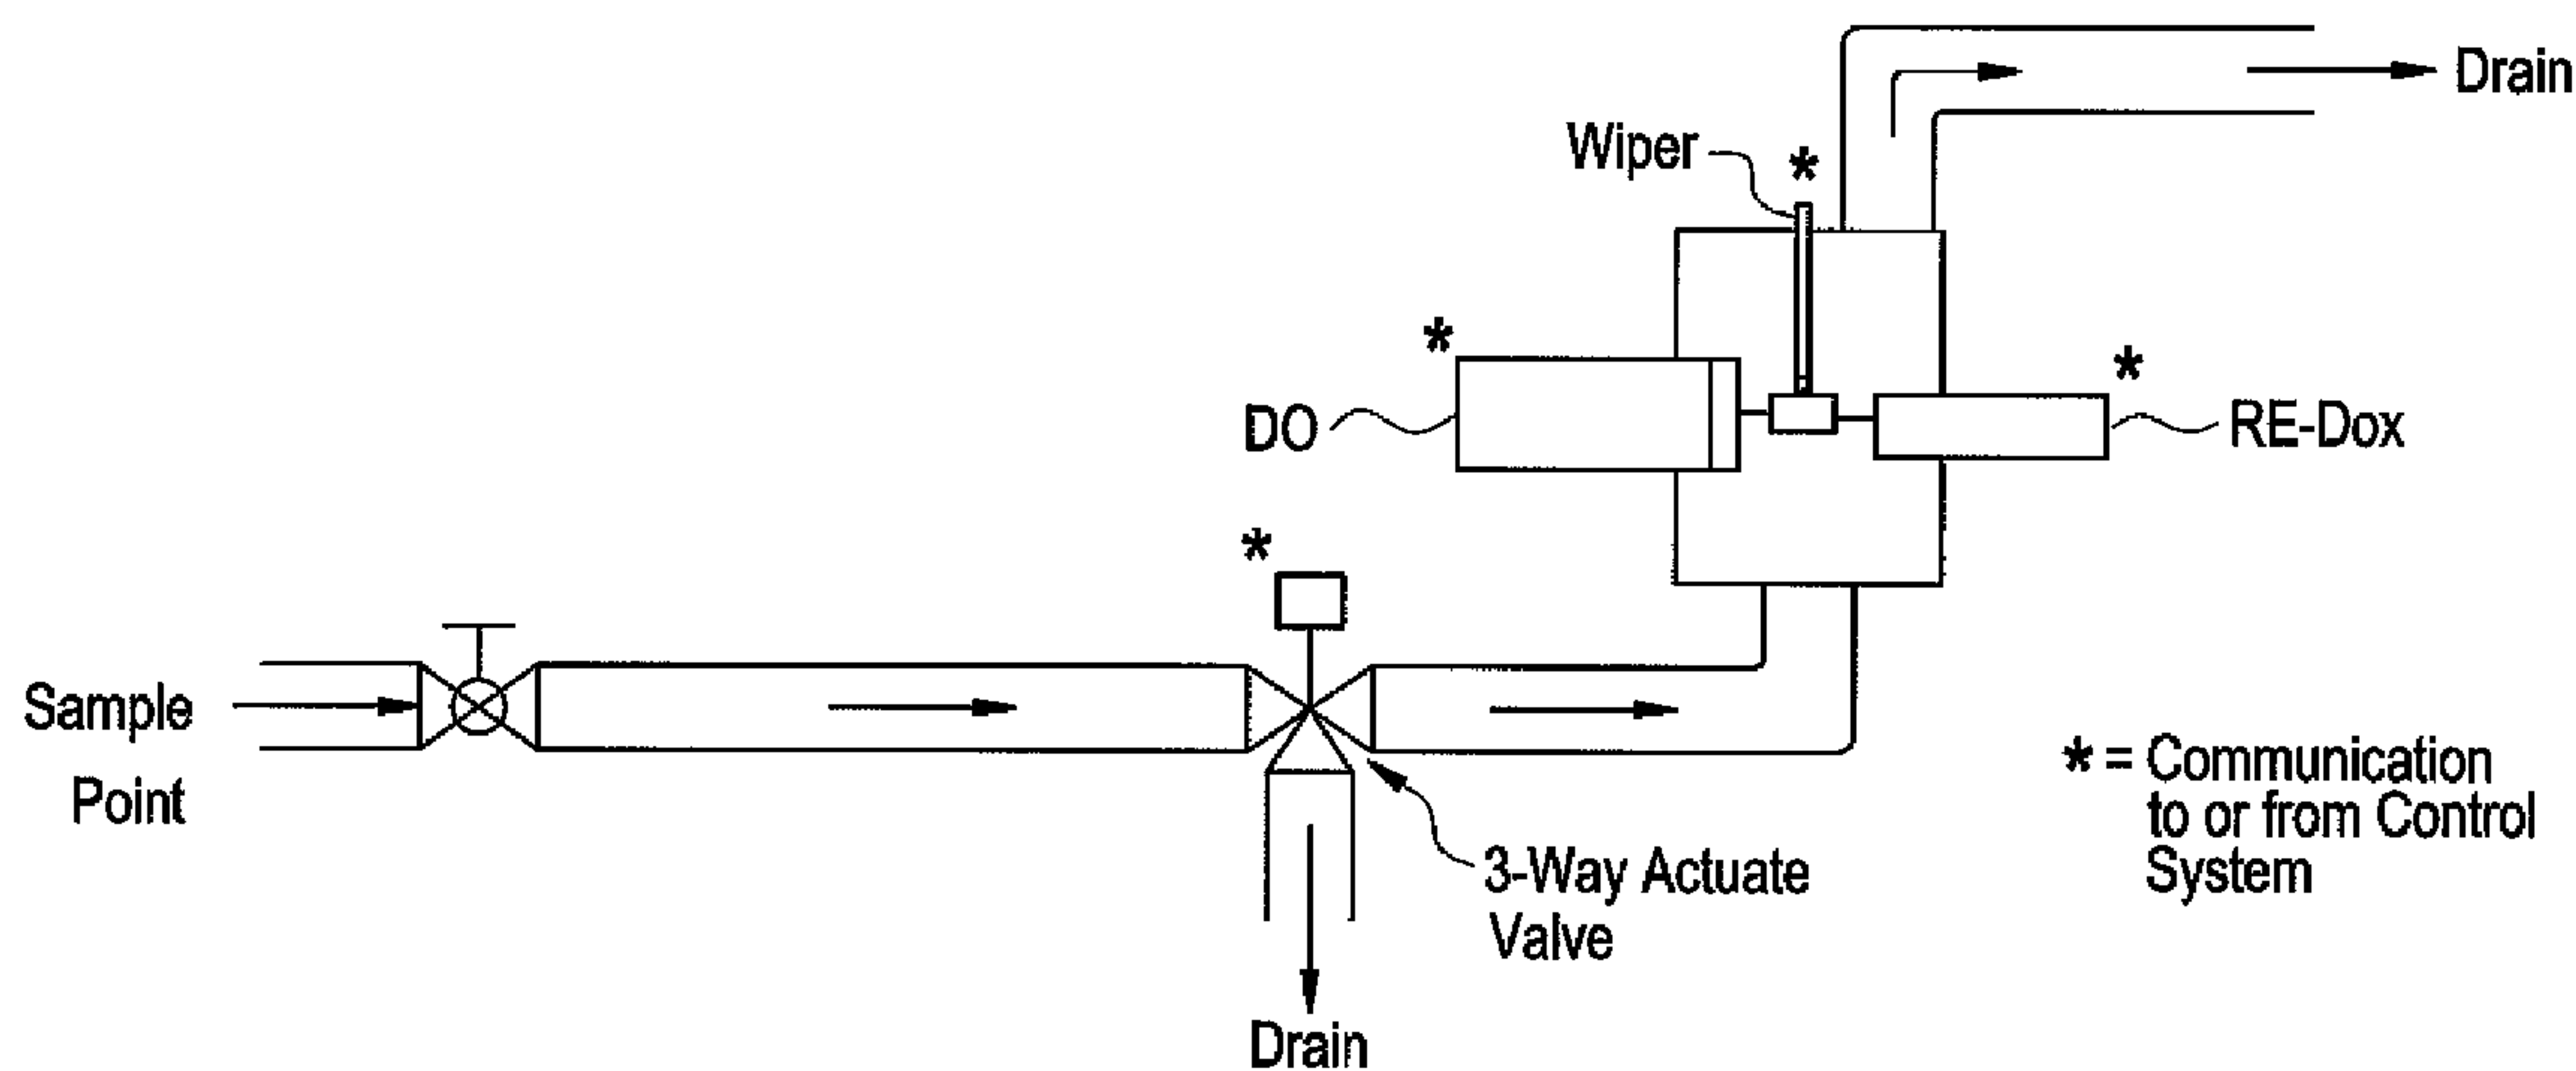 Drain
Wiper *
*
*
DO
RE-Dox
*
Sample
Point
* = Communication
to or from Control
System
3-Way Actuate
Valve
Drain